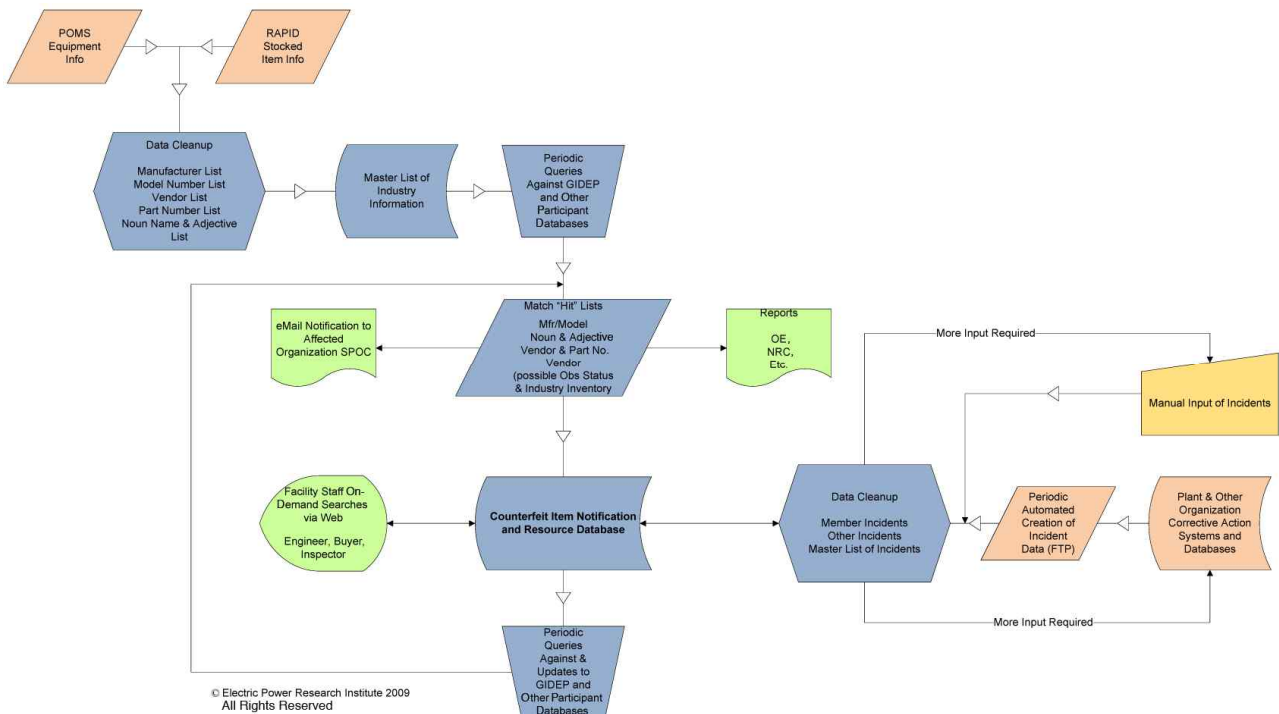 POMS
Equipment
Info
RAPID
Stocked
Item Info
Data Cleanup
Manufacturer List
Model Number List
Vendor List
Part Number List
Noun Name & Adjective
List
Master List of
Industry
Information
Periodic
Queries
Against GIDEP
and Other
Participant
Databases
eMail Notification to
Affected
Organization SPOC
Match "Hit" Lists
Mfr/Model
Noun & Adjective
Vendor & Part No.
Vendor
(possible Obs Status
& Industry Inventory
Reports
OE,
NRC,
Etc.
More Input Required
Manual Input of Incidents
Facility Staff On-
Demand Searches
via Web
Engineer, Buyer,
Inspector
Counterfeit Item Notification
and Resource Database
Data Cleanup
Member Incidents
Other Incidents
Master List of Incidents
Periodic
Automated
Creation of
Incident
Data (FTP)
Plant & Other
Organization
Corrective Action
Systems and
Databases
More Input Required
Periodic
Queries
Against &
Updates to
GIDEP and
Other Participant
Databases
© Electric Power Research Institute 2009
All Rights Reserved